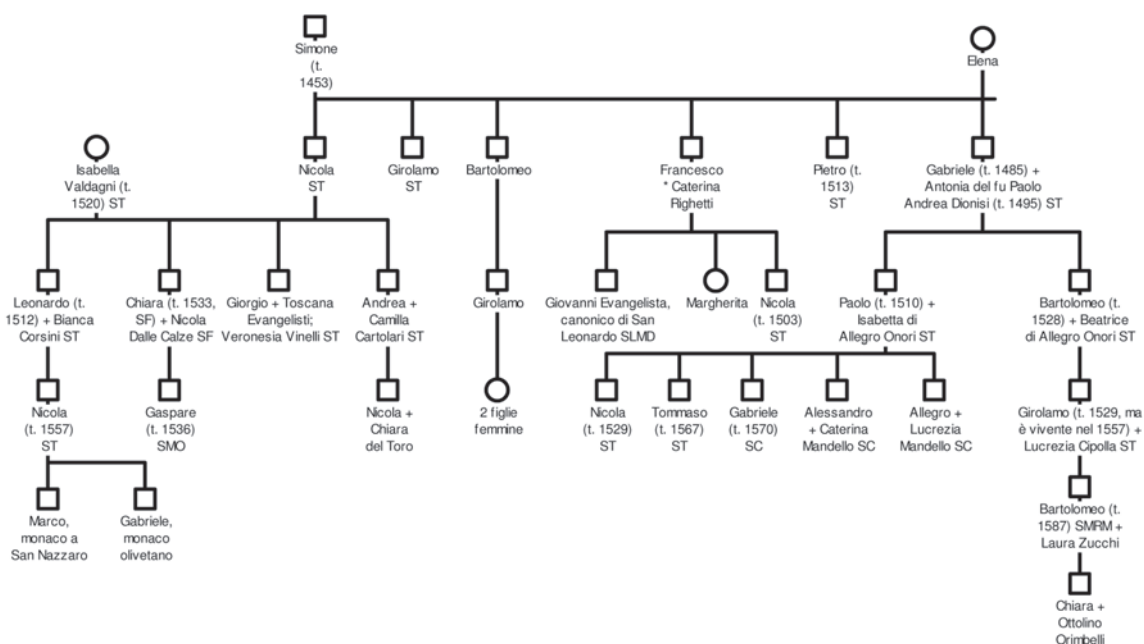 Simone
(t.
1453)
Elena
Isabella
Valdagni (t.
1520) ST
Nicola
ST
Girolamo
ST
Bartolomeo
Francesco
* Caterina
Righetti
Pietro (t.
1513)
ST
Gabriele (t. 1485) +
Antonia del fu Paolo
Andrea Dionisi (t. 1495) ST
Leonardo (t.
1512) + Bianca
Corsini ST
Chiara (t. 1533,
SF) + Nicola
Dalle Calze SF
Giorgio + Toscana
Evangelisti;
Veronesia Vinelli ST
Andrea +
Camilla
Cartolari ST
Girolamo
Giovanni Evangelista,
canonico di San
Leonardo SLMD
Margherita
Nicola
(t. 1503)
ST
Paolo (t. 1510) +
Isabetta di
Allegro Onori ST
Bartolomeo (t.
1528) + Beatrice
di Allegro Onori ST
Nicola
(t. 1557)
ST
Gaspare
(t. 1536)
SMO
Nicola +
Chiara
del Toro
2 figlie
femmine
Nicola
(t. 1529)
ST
Tommaso
(t. 1567)
ST
Gabriele
(t. 1570)
SC
Alessandro
+ Caterina
Mandello SC
Allegro +
Lucrezia
Mandello SC
Girolamo (t. 1529, ma
è vivente nel 1557) +
Lucrezia Cipolla ST
Marco,
monaco a
San Nazzaro
Gabriele,
monaco
olivetano
Bartolomeo (t.
1587) SMRM +
Laura Zucchi
Chiara +
Ottolino
Orimbelli